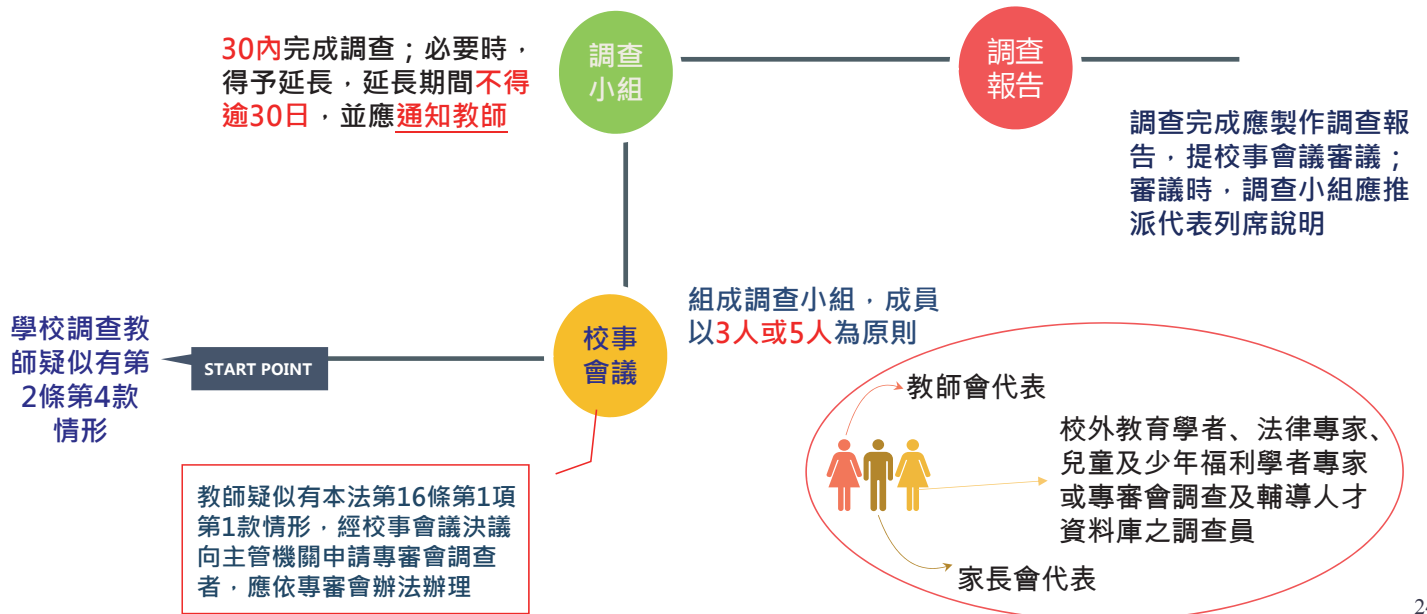 30內完成調查；必要時，
得予延長，延長期間不得
逾30日，並應通知教師
調查
小組
調查
報告
調查完成應製作調查報
告，提校事會議審議；
審議時，調查小組應推
派代表列席說明
學校調查教
師疑似有第
2條第4款
情形
START POINT
校事
會議
組成調查小組，成員
以3人或5人為原則
教師會代表
校外教育學者、法律專家、
兒童及少年福利學者專家
或專審會調查及輔導人才
資料庫之調查員
家長會代表
教師疑似有本法第16條第1項
第1款情形，經校事會議決議
向主管機關申請專審會調查
者，應依專審會辦法辦理